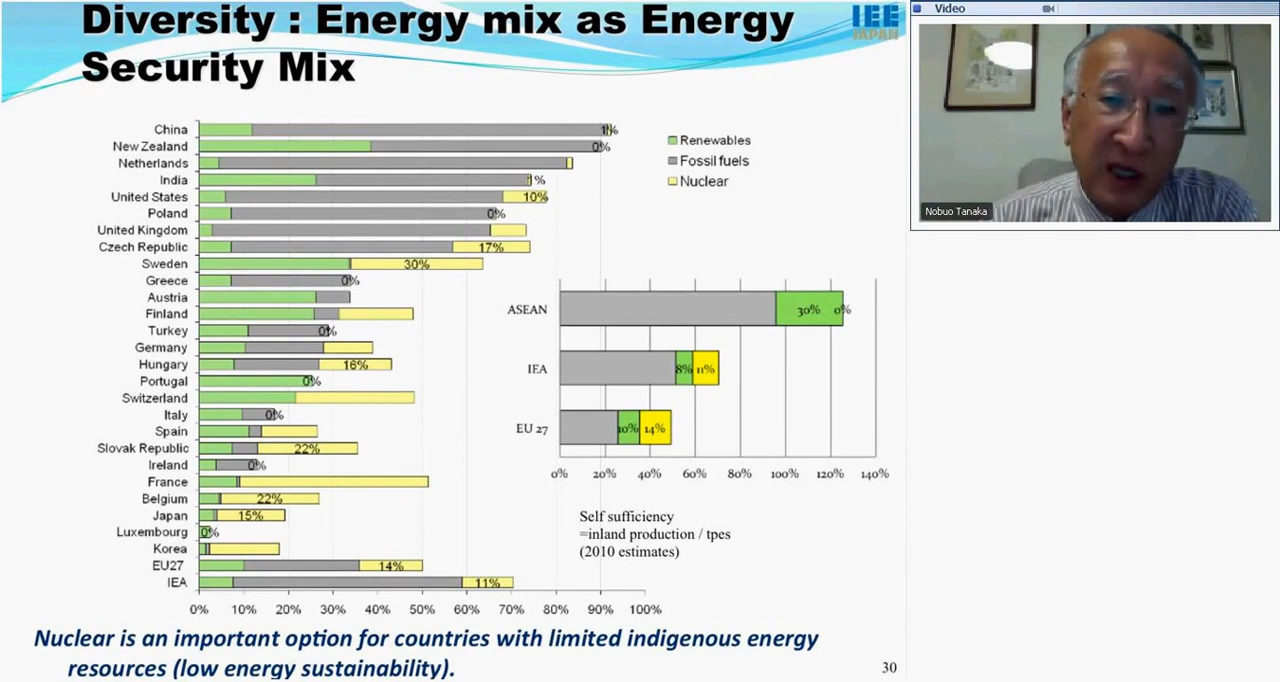 Diversity : Energy mix as Energy
Security Mix
IEE
JAPAN
Video
Nobuo Tanaka
China
New Zealand
Netherlands
India
United States
Poland
United Kingdom
Czech Republic
Sweden
Greece
Austria
Finland
Turkey
Germany
Hungary
Portugal
Switzerland
Italy
Spain
Slovak Republic
Ireland
France
Belgium
Japan
Luxembourg
Korea
EU27
IEA
1%
0%
1%
10%
0%
17%
30%
0%
0%
16%
0%
0%
22%
0%
22%
15%
0%
14%
11%
0% 10% 20% 30% 40% 50% 60% 70% 80% 90% 100%
Renewables
Fossil fuels
Nuclear
ASEAN 30% 0%
IEA 8% 11%
EU 27 10% 14%
0% 20% 40% 60% 80% 100% 120% 140%
Self sufficiency
=inland production / tpes
(2010 estimates)
Nuclear is an important option for countries with limited indigenous energy
resources (low energy sustainability).
30